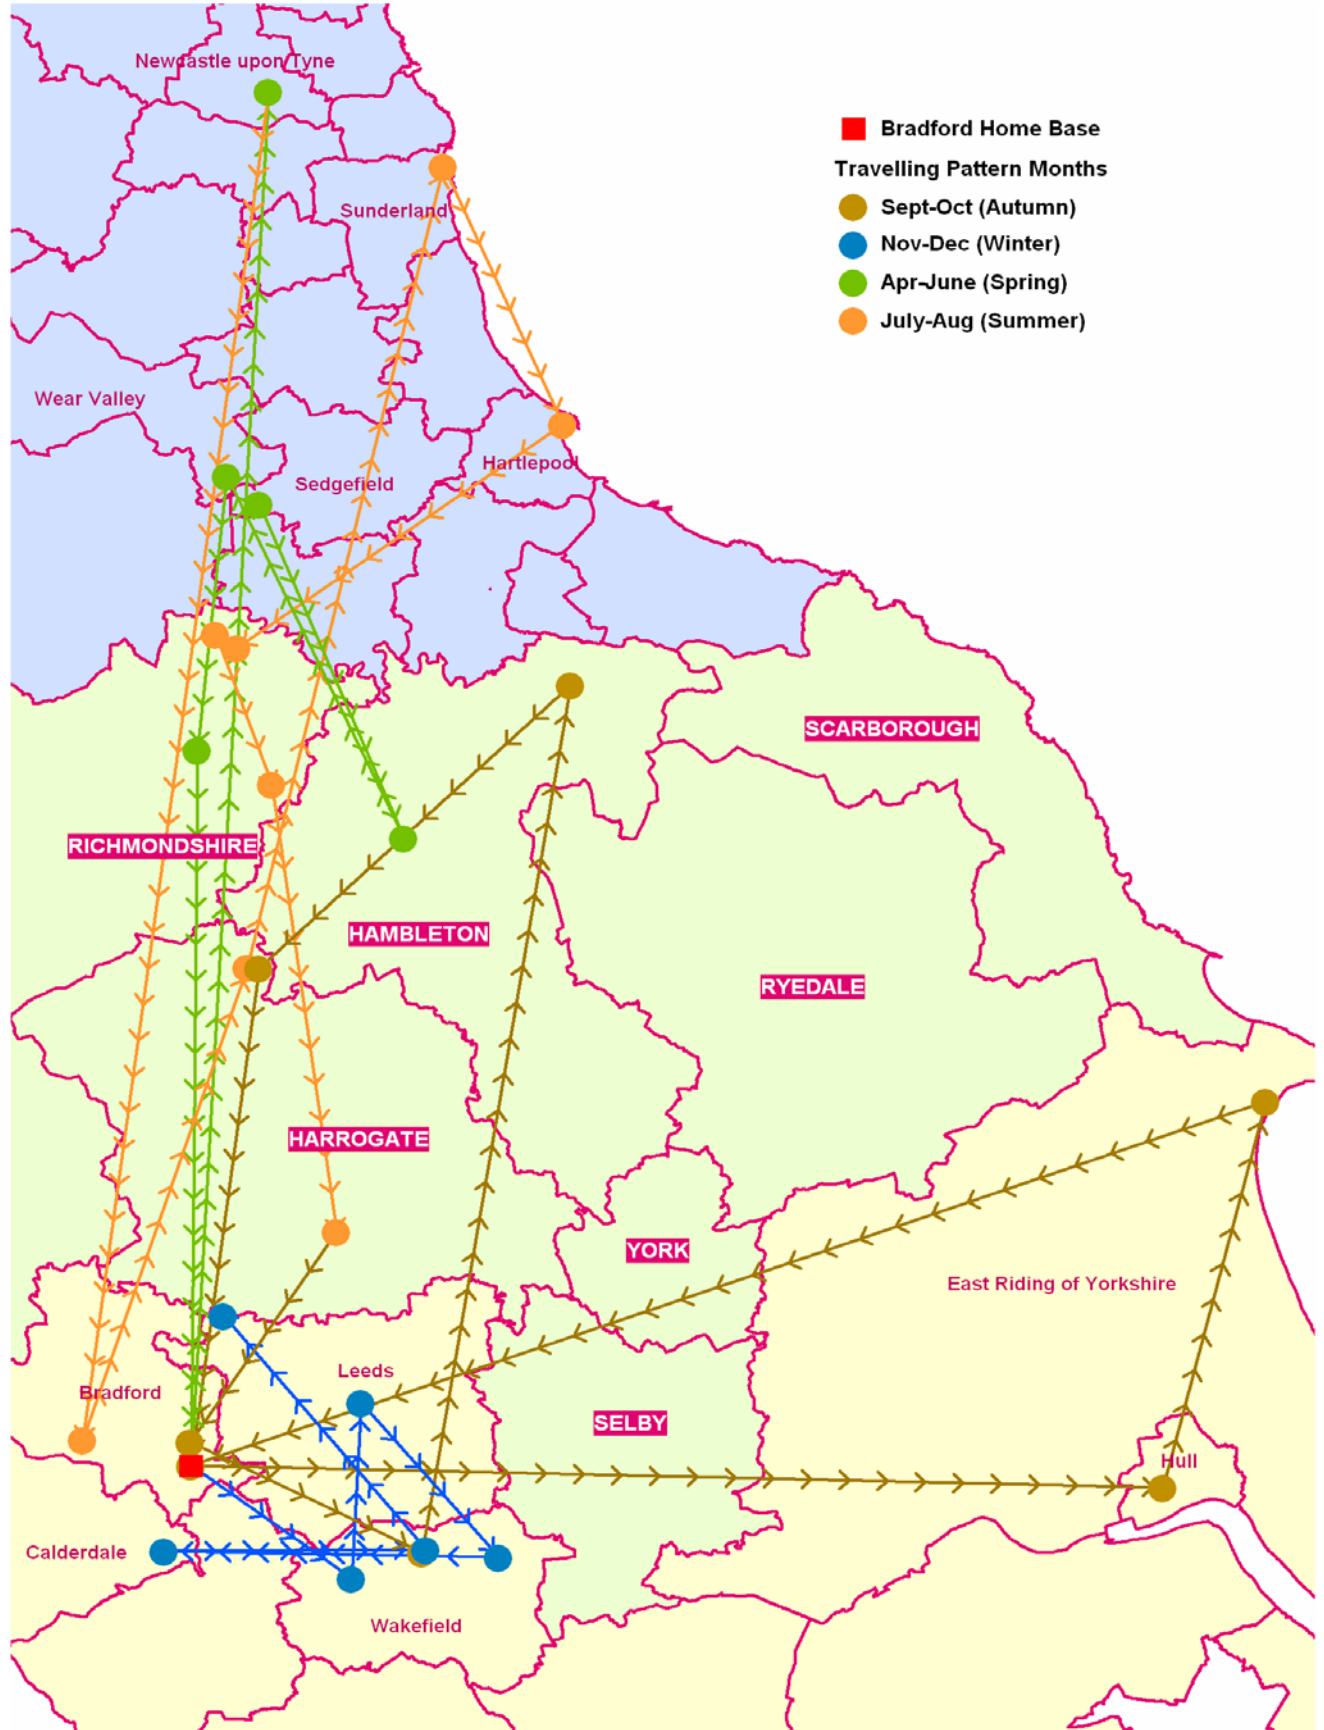 Newcastle upon Tyne
Bradford Home Base
Travelling Pattern Months
Sept-Oct (Autumn)
Sunderland
Nov-Dec (Winter)
Apr-June (Spring)
July-Aug (Summer)
Wear Valley
Hartlepool
Sedgefield
SCARBOROUGH
RICHMONDSHIRE
HAMBLETON
RYEDALE
HARROGATE
YORK
East Riding of Yorkshire
Leeds
Bradford
SELBY
Hull
Calderdale
Wakefield